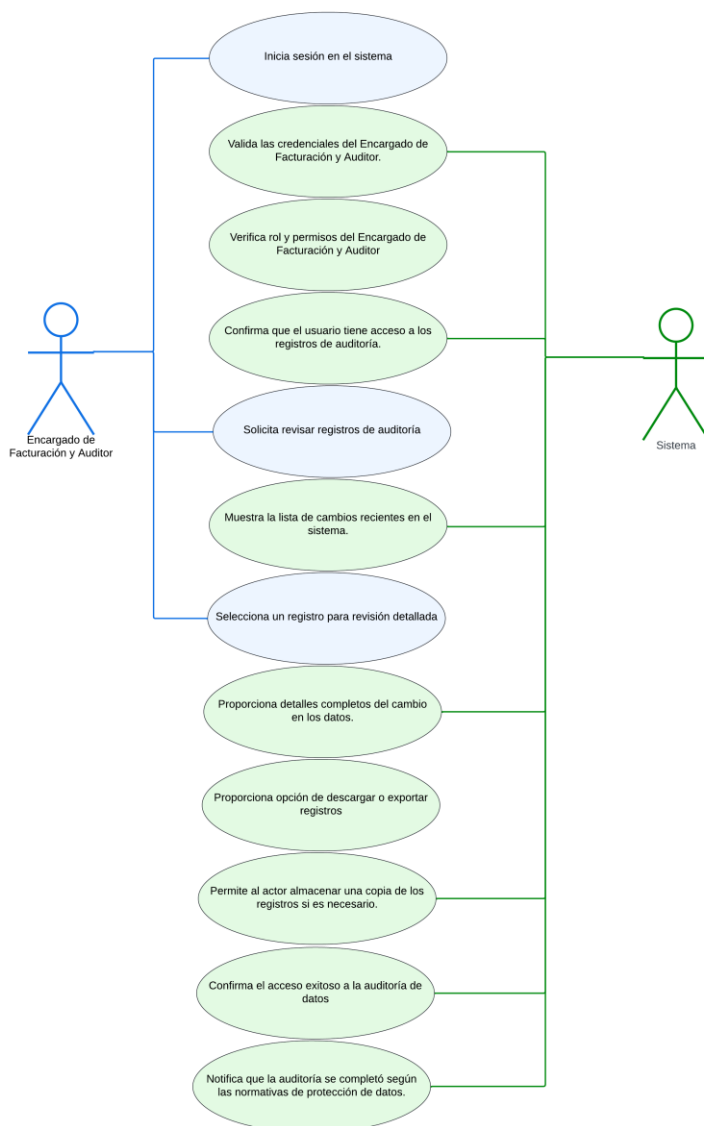 Inicia sesión en el sistema
Valida las credenciales del Encargado de
Facturación y Auditor.
Verifica rol y permisos del Encargado de
Facturación y Auditor
Confirma que el usuario tiene acceso a los
registros de auditoría.
Encargado de
Facturación y Auditor
Solicita revisar registros de auditoría
Sistema
Muestra la lista de cambios recientes en el
sistema.
Selecciona un registro para revisión detallada
Proporciona detalles completos del cambio
en los datos.
Proporciona opción de descargar o exportar
registros
Permite al actor almacenar una copia de los
registros si es necesario.
Confirma el acceso exitoso a la auditoría de
datos
Notifica que la auditoría se completó según
las normativas de protección de datos.